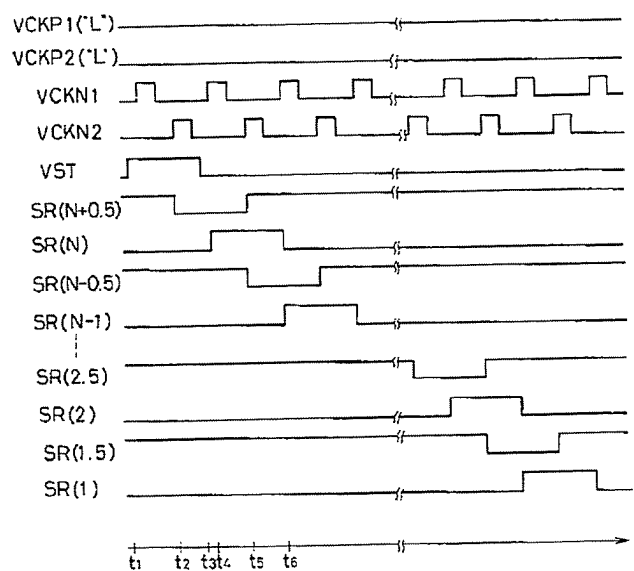 VCKP1("L")
VCKP2("L")
VCKN1
VCKN2
VST
SR(N+0.5)
SR(N)
SR(N-0.5)
SR(N-1)
SR(2.5)
SR(2)
SR(1.5)
SR(1)
t1 t2 t3 t4 t5 t6